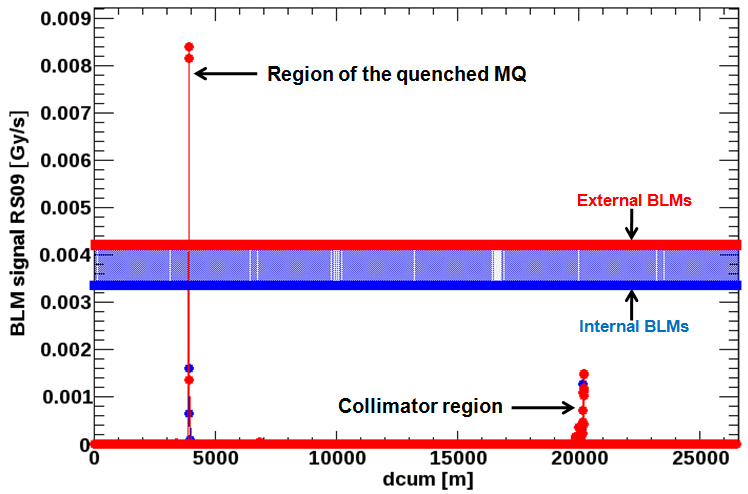 0.009
0.008
Region of the quenched MQ
0.007
0.006
0.005
External BLMs
0.004
0.003
Internal BLMs
0.002
0.001
Collimator region
0
0 5000 10000 15000 20000 25000
dcum [m]
BLM signal RS09 [Gy/s]